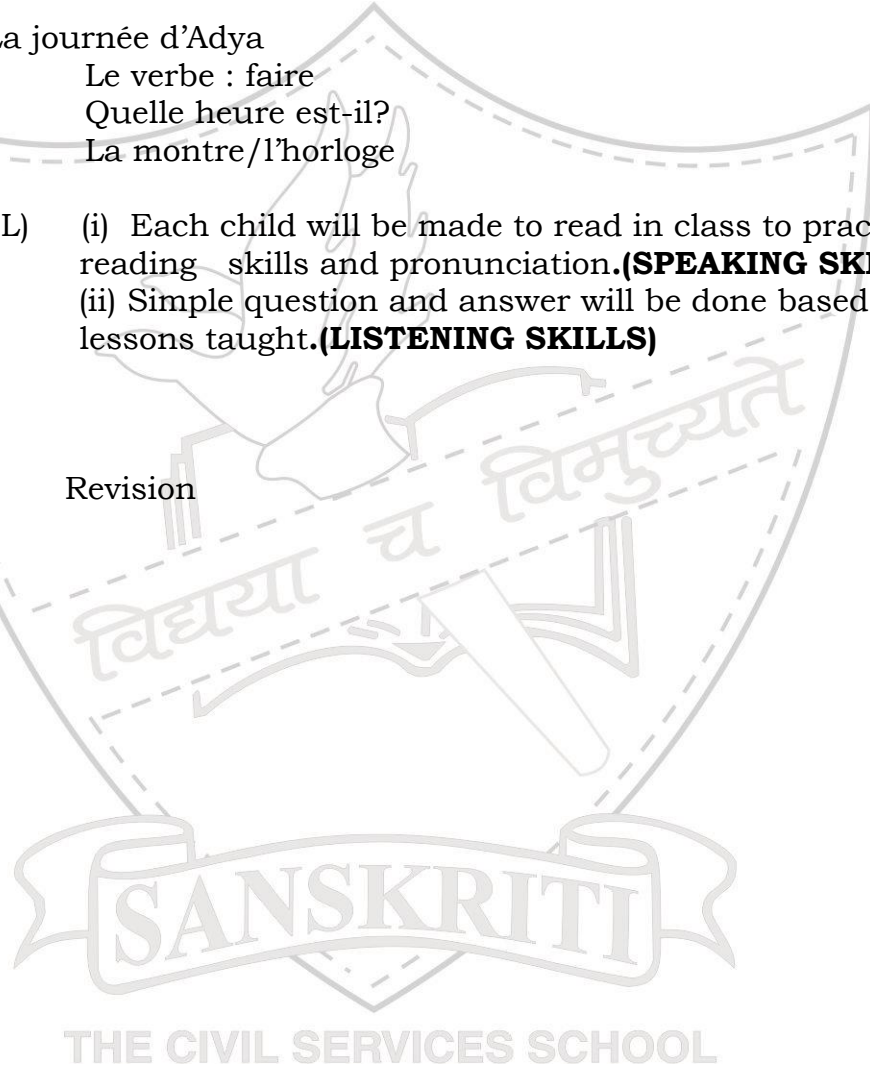 La journée d’Adya
Le verbe : faire
Quelle heure est-il?
La montre/l’horloge
L) (i) Each child will be made to read in class to prac
reading skills and pronunciation.(SPEAKING SKI
(ii) Simple question and answer will be done based
lessons taught.(LISTENING SKILLS)
Revision
विद्यया च विमुच्यते
SANSKRITI
THE CIVIL SERVICES SCHOOL